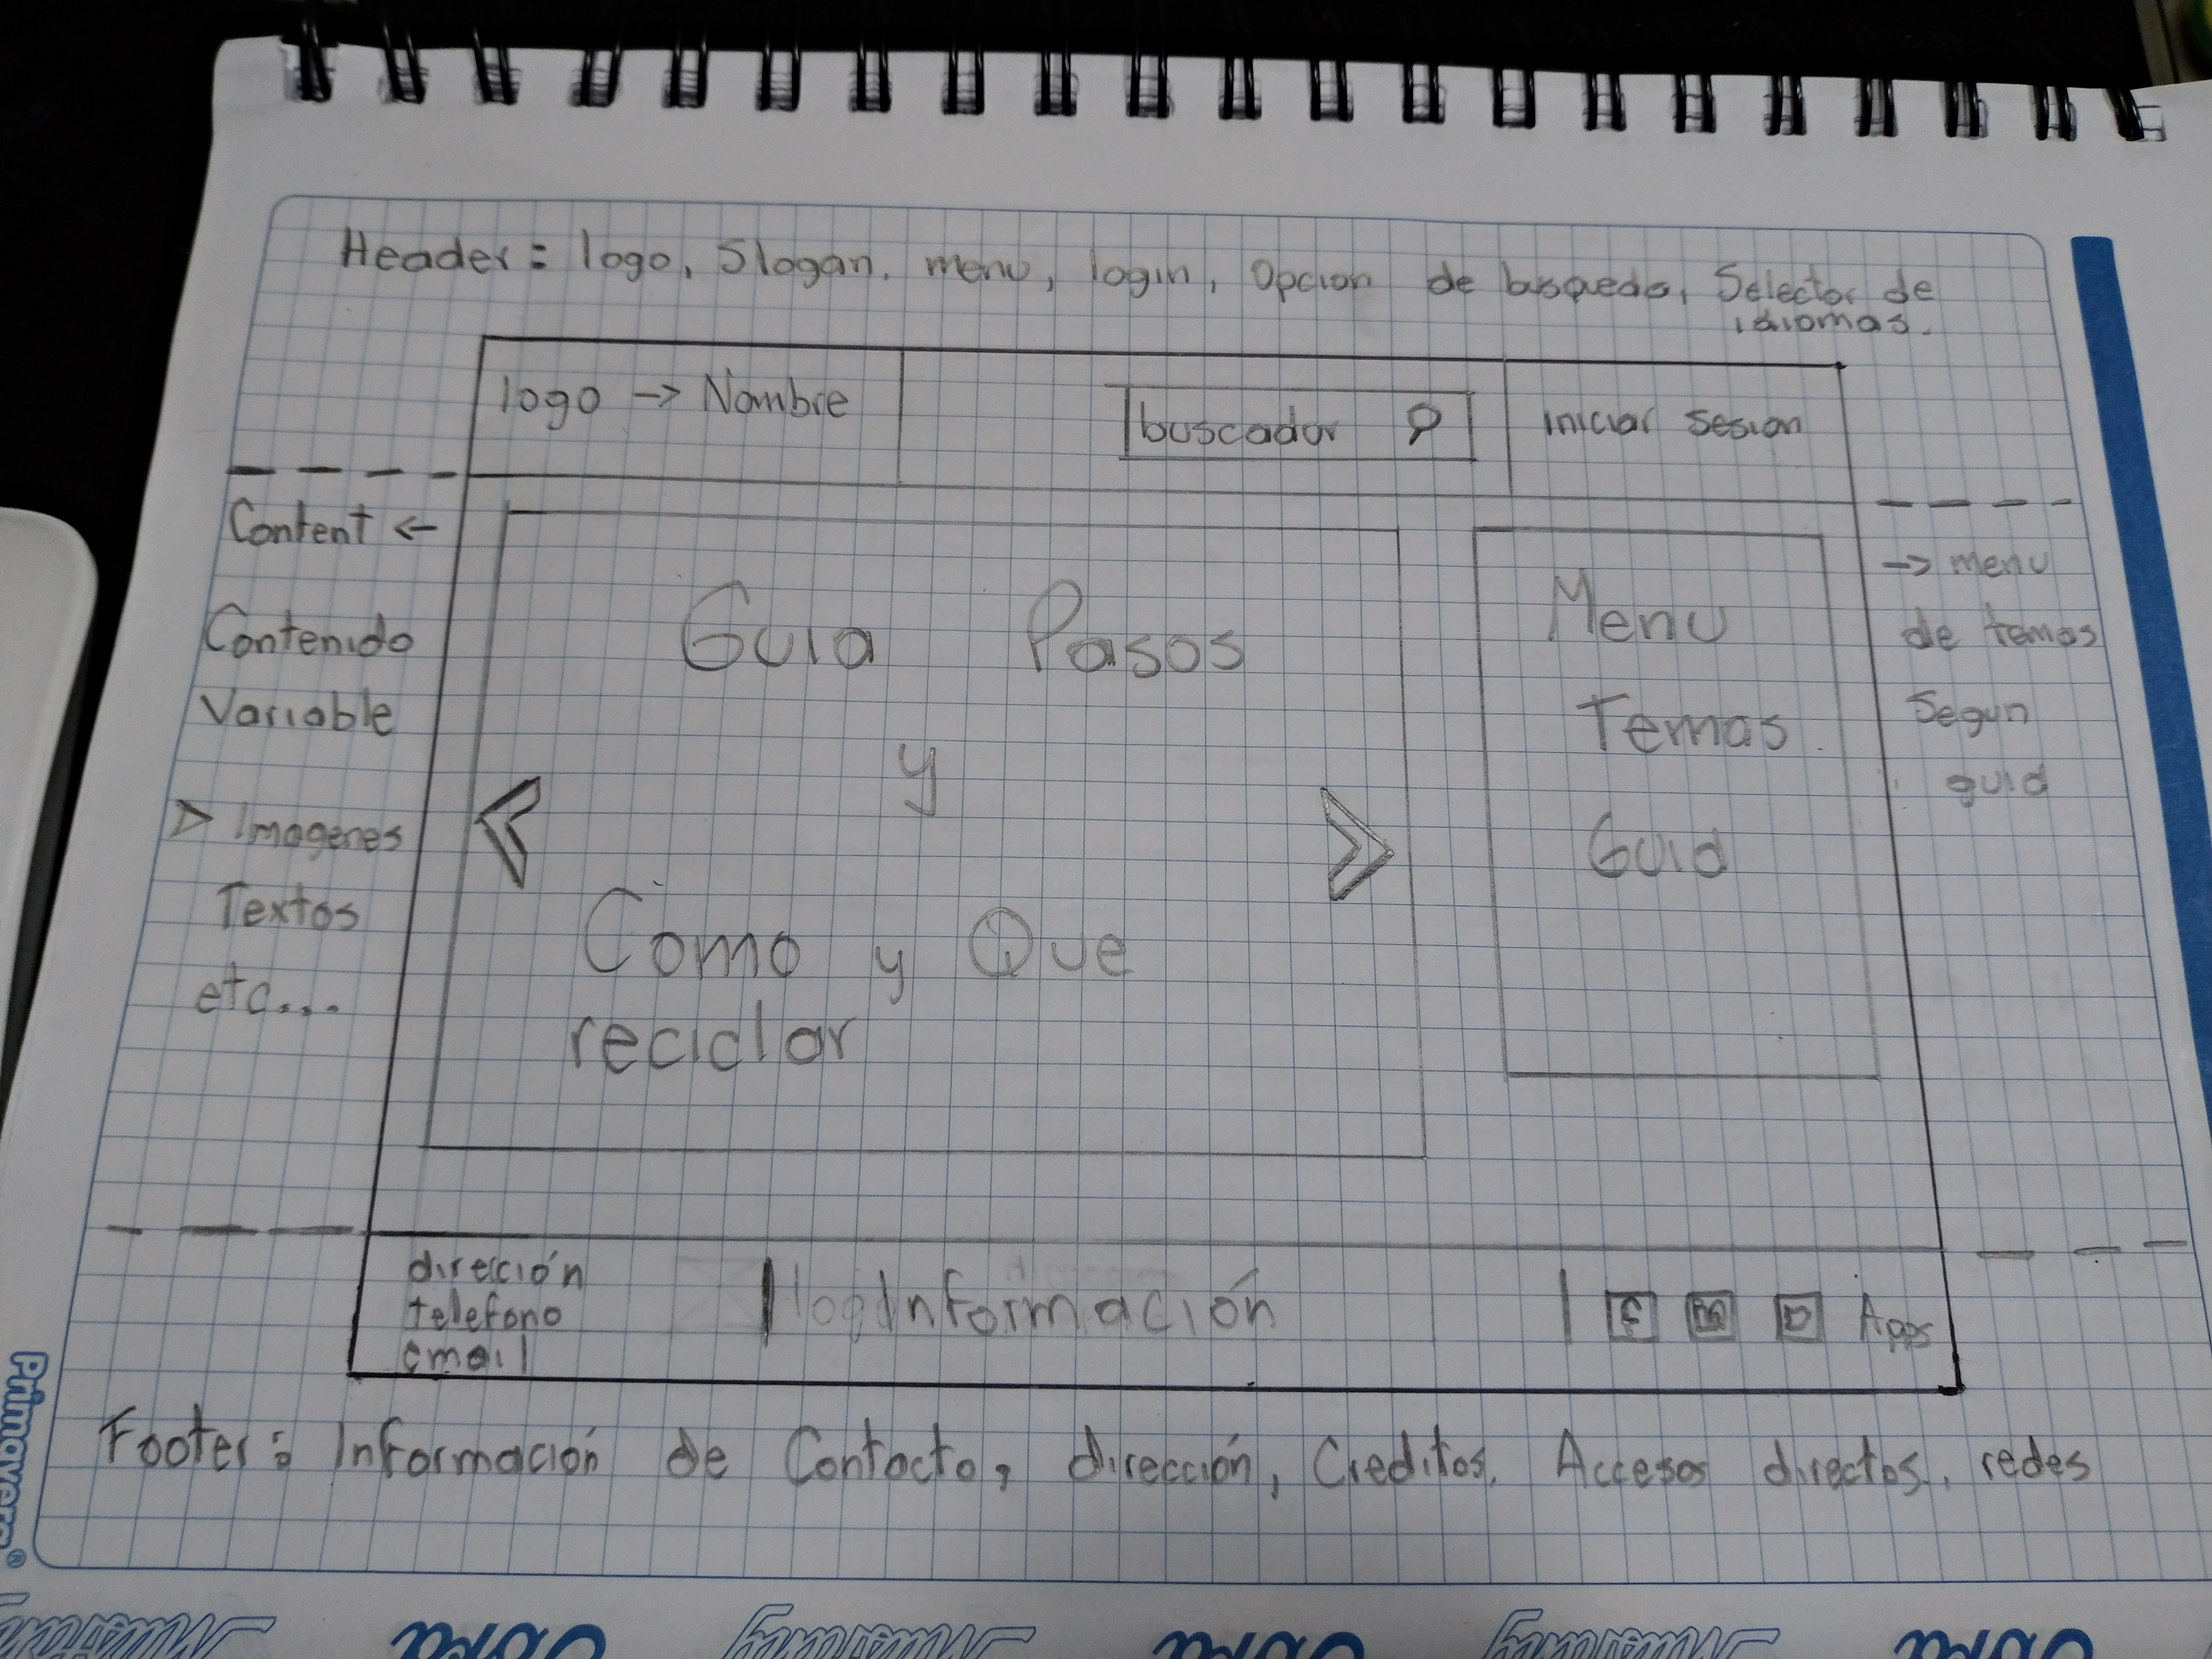 Header = logo, Slogan, menu, login, Opcion de busqueda, Selector de
idiomas.
Content ←
Contenido
Variable
▷ Imagenes
Textos
etc...
logo → Nombre
buscador
iniciar sesion
Guia Pasos
y
Como y Que
reciclar
Menu
Temas
Guia
→ menu
de temas
Segun
guia
dirección
telefono
email
Información
Apps
Footer: Información de Contacto, dirección, Creditos, Accesos directos, redes
Primavera®